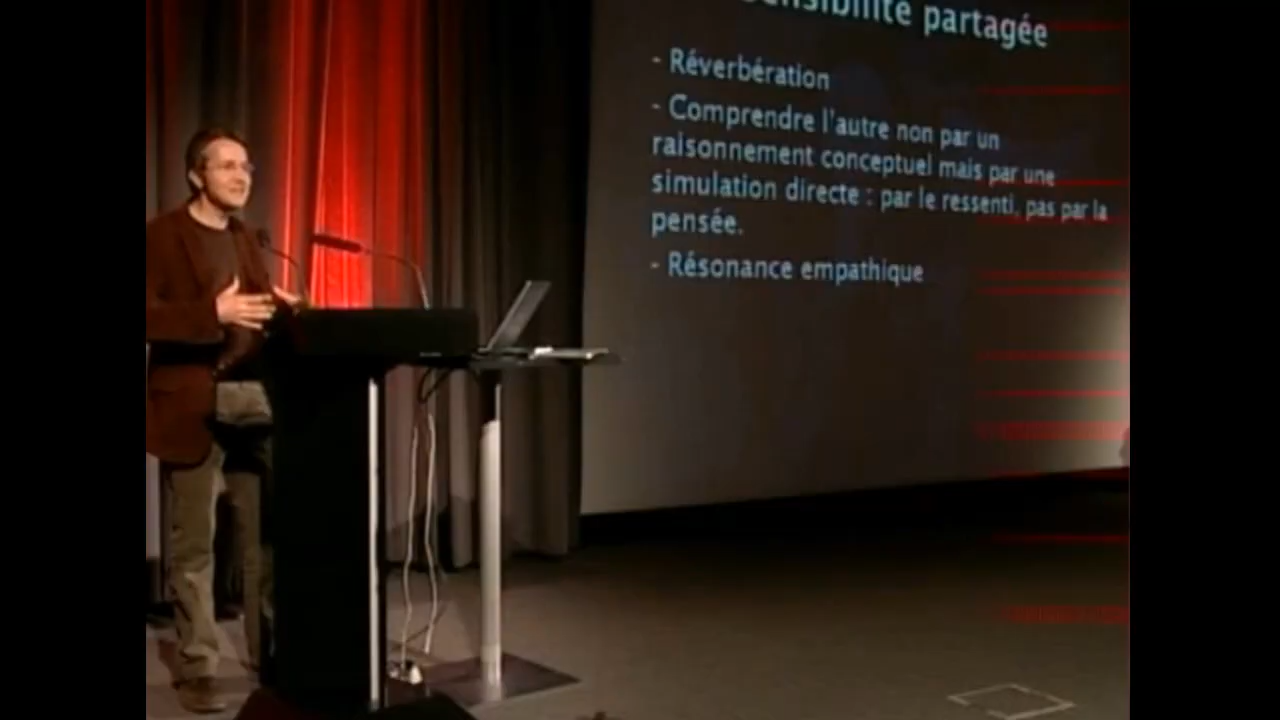 partagée
- Réverbération
- Comprendre l'autre non par un
raisonnement conceptuel mais par une
simulation directe : par le ressenti, pas par la
pensée.
- Résonance empathique